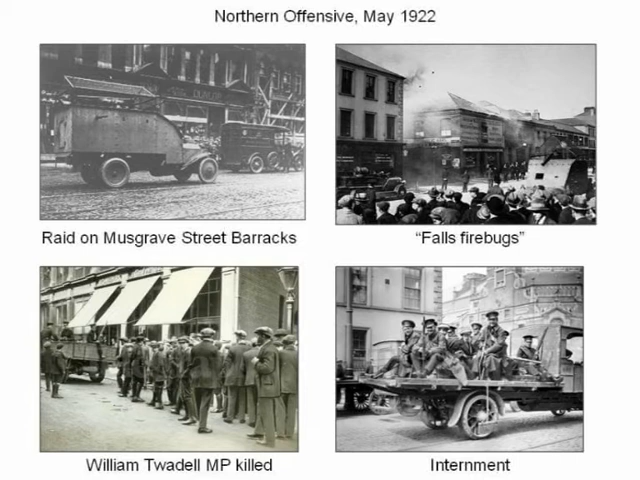 Northern Offensive, May 1922
Raid on Musgrave Street Barracks
“Falls firebugs”
William Twadell MP killed
Internment